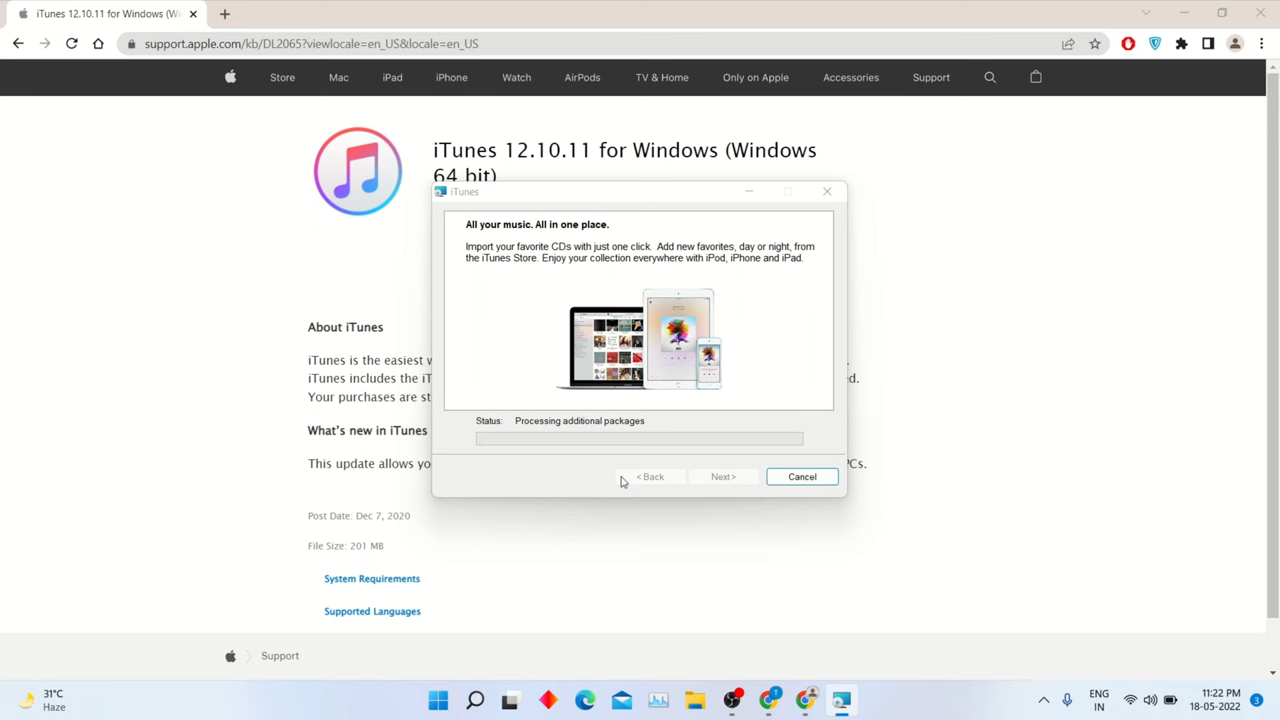 iTunes 12.10.11 for Windows (Win
support.apple.com/kb/DL2065?viewlocale=en_US&locale=en_US
Store Mac iPad iPhone Watch AirPods TV & Home Only on Apple Accessories Support
iTunes 12.10.11 for Windows (Windows
64 bit)
iTunes
All your music. All in one place.
Import your favorite CDs with just one click. Add new favorites, day or night, from
the iTunes Store. Enjoy your collection everywhere with iPod, iPhone and iPad.
About iTunes
iTunes is the easiest
iTunes includes the
ed.
Your purchases are
Status: Processing additional packages
What's new in iTunes
This update allows
PCs.
< Back Next> Cancel
Post Date: Dec 7, 2020
File Size: 201 MB
System Requirements
Supported Languages
Support
31°C
Haze
ENG
IN
11:22 PM
18-05-2022
3